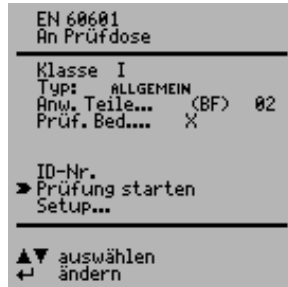 EN 60601
An Prüfdose
Klasse I
Typ: ALLGEMEIN
Anw. Teile... (BF) 02
Prüf. Bed.... X
ID-Nr.
Prüfung starten
Setup...
▲▼ auswählen
↵ ändern